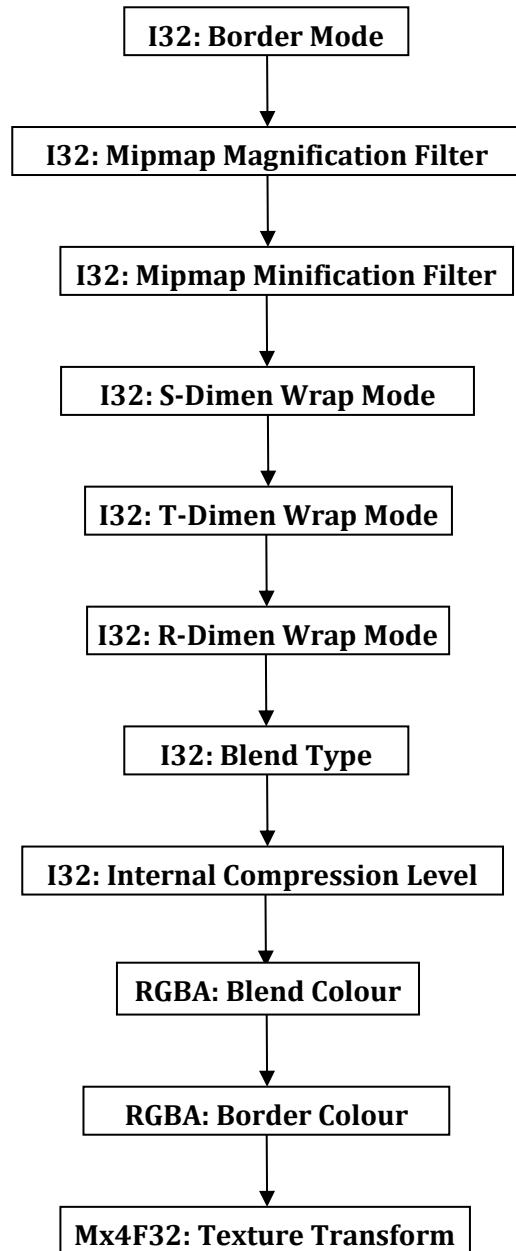 I32: Border Mode
I32: Mipmap Magnification Filter
I32: Mipmap Minification Filter
I32: S-Dimen Wrap Mode
I32: T-Dimen Wrap Mode
I32: R-Dimen Wrap Mode
I32: Blend Type
I32: Internal Compression Level
RGBA: Blend Colour
RGBA: Border Colour
Mx4F32: Texture Transform